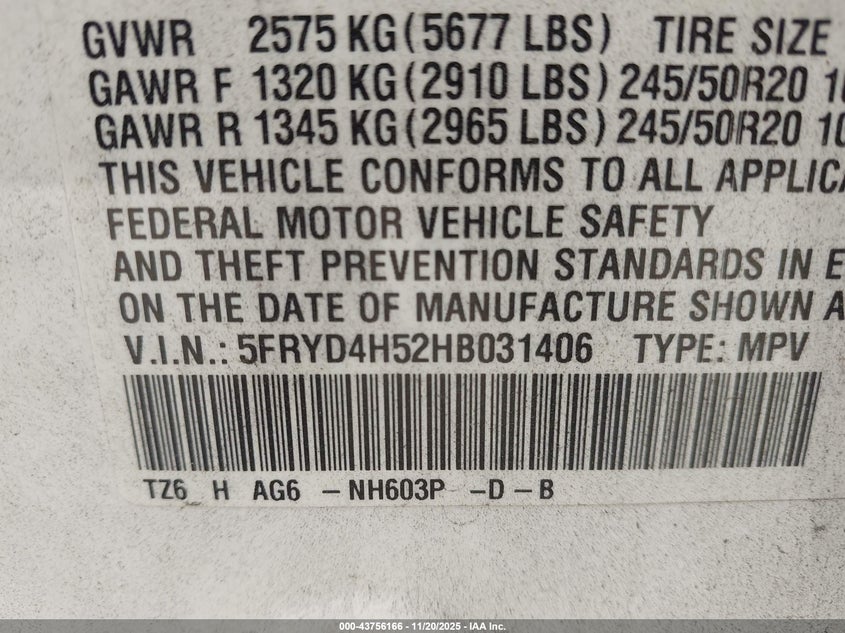 GVWR 2575 KG (5677 LBS) TIRE SIZE
GAWR F 1320 KG (2910 LBS) 245/50R20
GAWR R 1345 KG (2965 LBS) 245/50R20
THIS VEHICLE CONFORMS TO ALL
FEDERAL MOTOR VEHICLE SAFETY
AND THEFT PREVENTION STANDARDS IN
ON THE DATE OF MANUFACTURE SHOWN
V.I.N.: 5FRYD4H52HB031406 TYPE: MPV
TZ6 H AG6 -NH603P -D-B
000-43756166 - 11/20/2025 - IAA Inc.